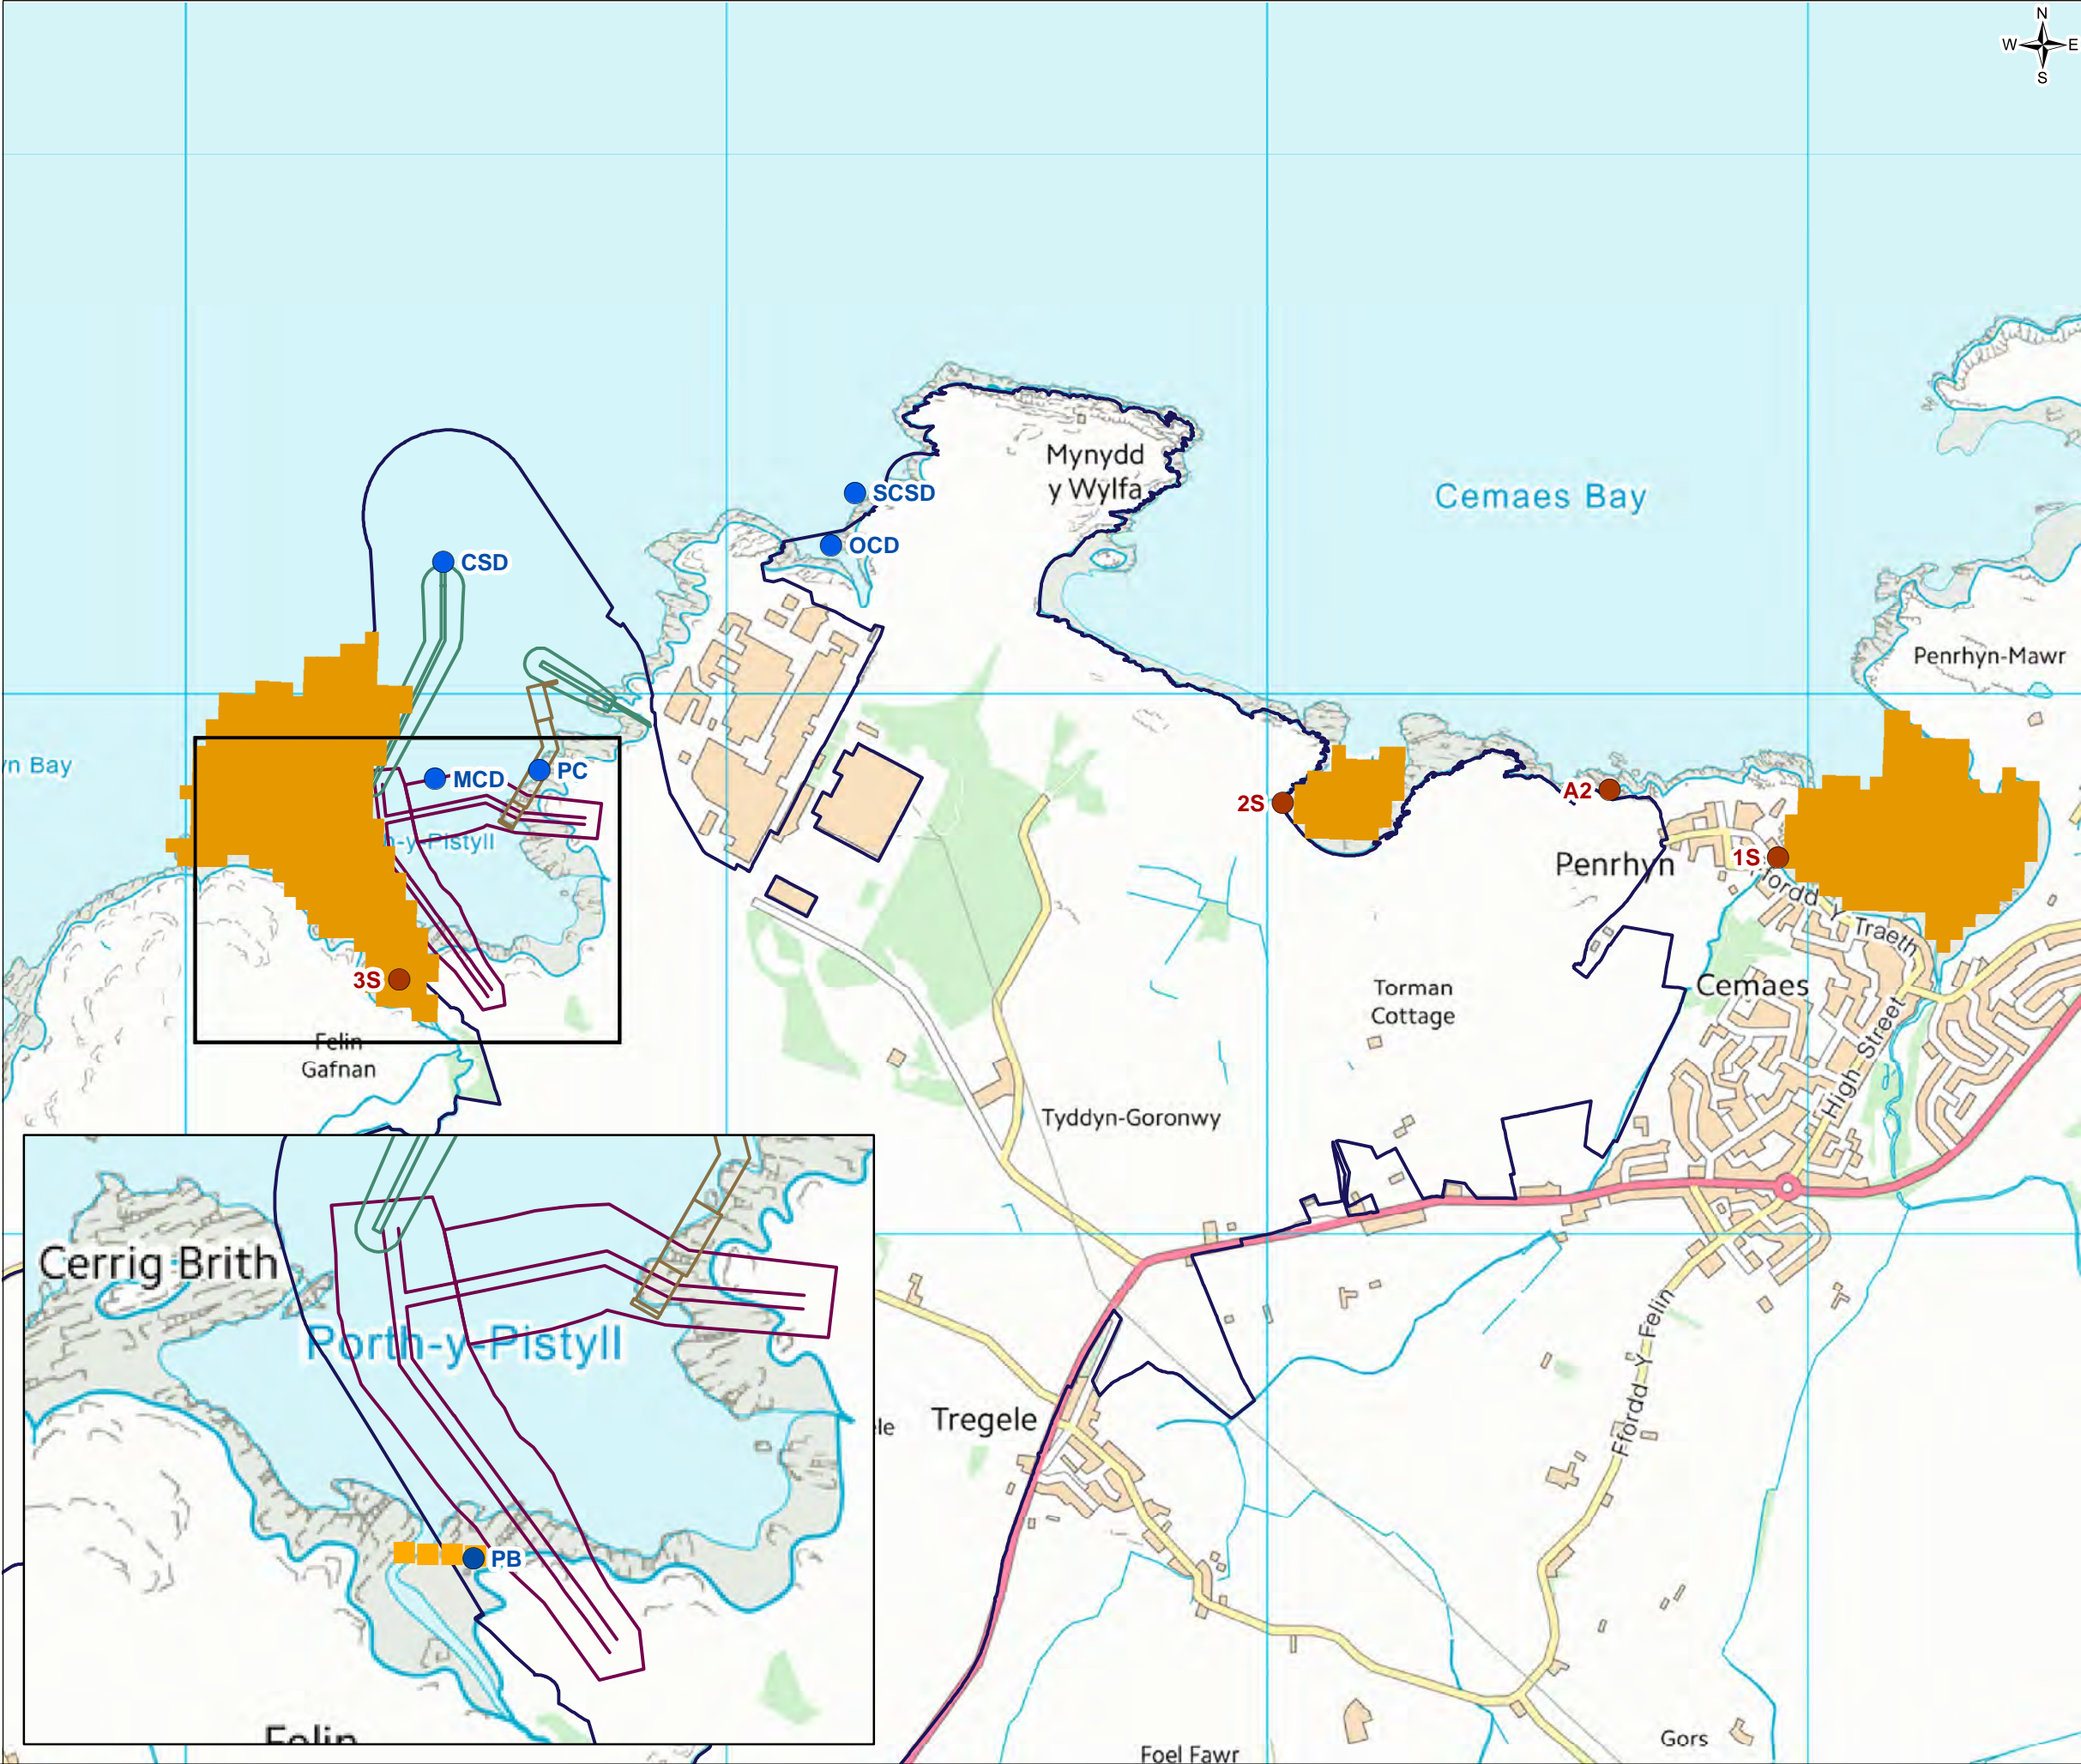 N
W E
S
Mynydd
y Wylfa
Cemaes Bay
SCSD
OCD
CSD
Penrhyn-Mawr
n Bay
MCD
PC
2S
A2
h-y-Pistyll
1S
Penrhyn
Ffordd Y Traeth
3S
Cemaes
Torman
Cottage
Felin
Gafnan
High Street
Tyddyn-Goronwy
Cerrig Brith
Porth-y-Pistyll
Ffordd-Y-Felin
Tregele
le
PB
Felin
Gors
Foel Fawr